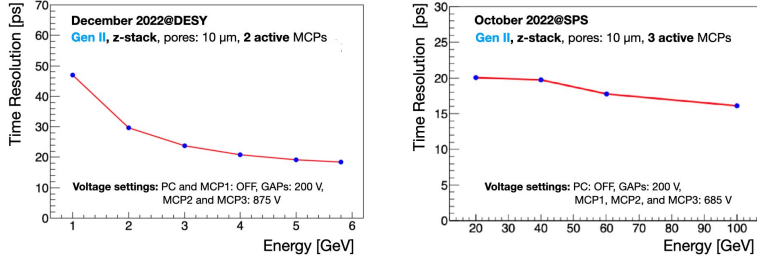 December 2022@DESY
Gen II, z-stack, pores: 10 µm, 2 active MCPs
Time Resolution [ps]
70
60
50
40
30
20
10
0
Voltage settings: PC and MCP1: OFF, GAPs: 200 V,
MCP2 and MCP3: 875 V
1 2 3 4 5 6
Energy [GeV]
October 2022@SPS
Gen II, z-stack, pores: 10 µm, 3 active MCPs
Time Resolution [ps]
30
25
20
15
10
5
0
Voltage settings: PC: OFF, GAPs: 200 V,
MCP1, MCP2, and MCP3: 685 V
20 30 40 50 60 70 80 90 100
Energy [GeV]